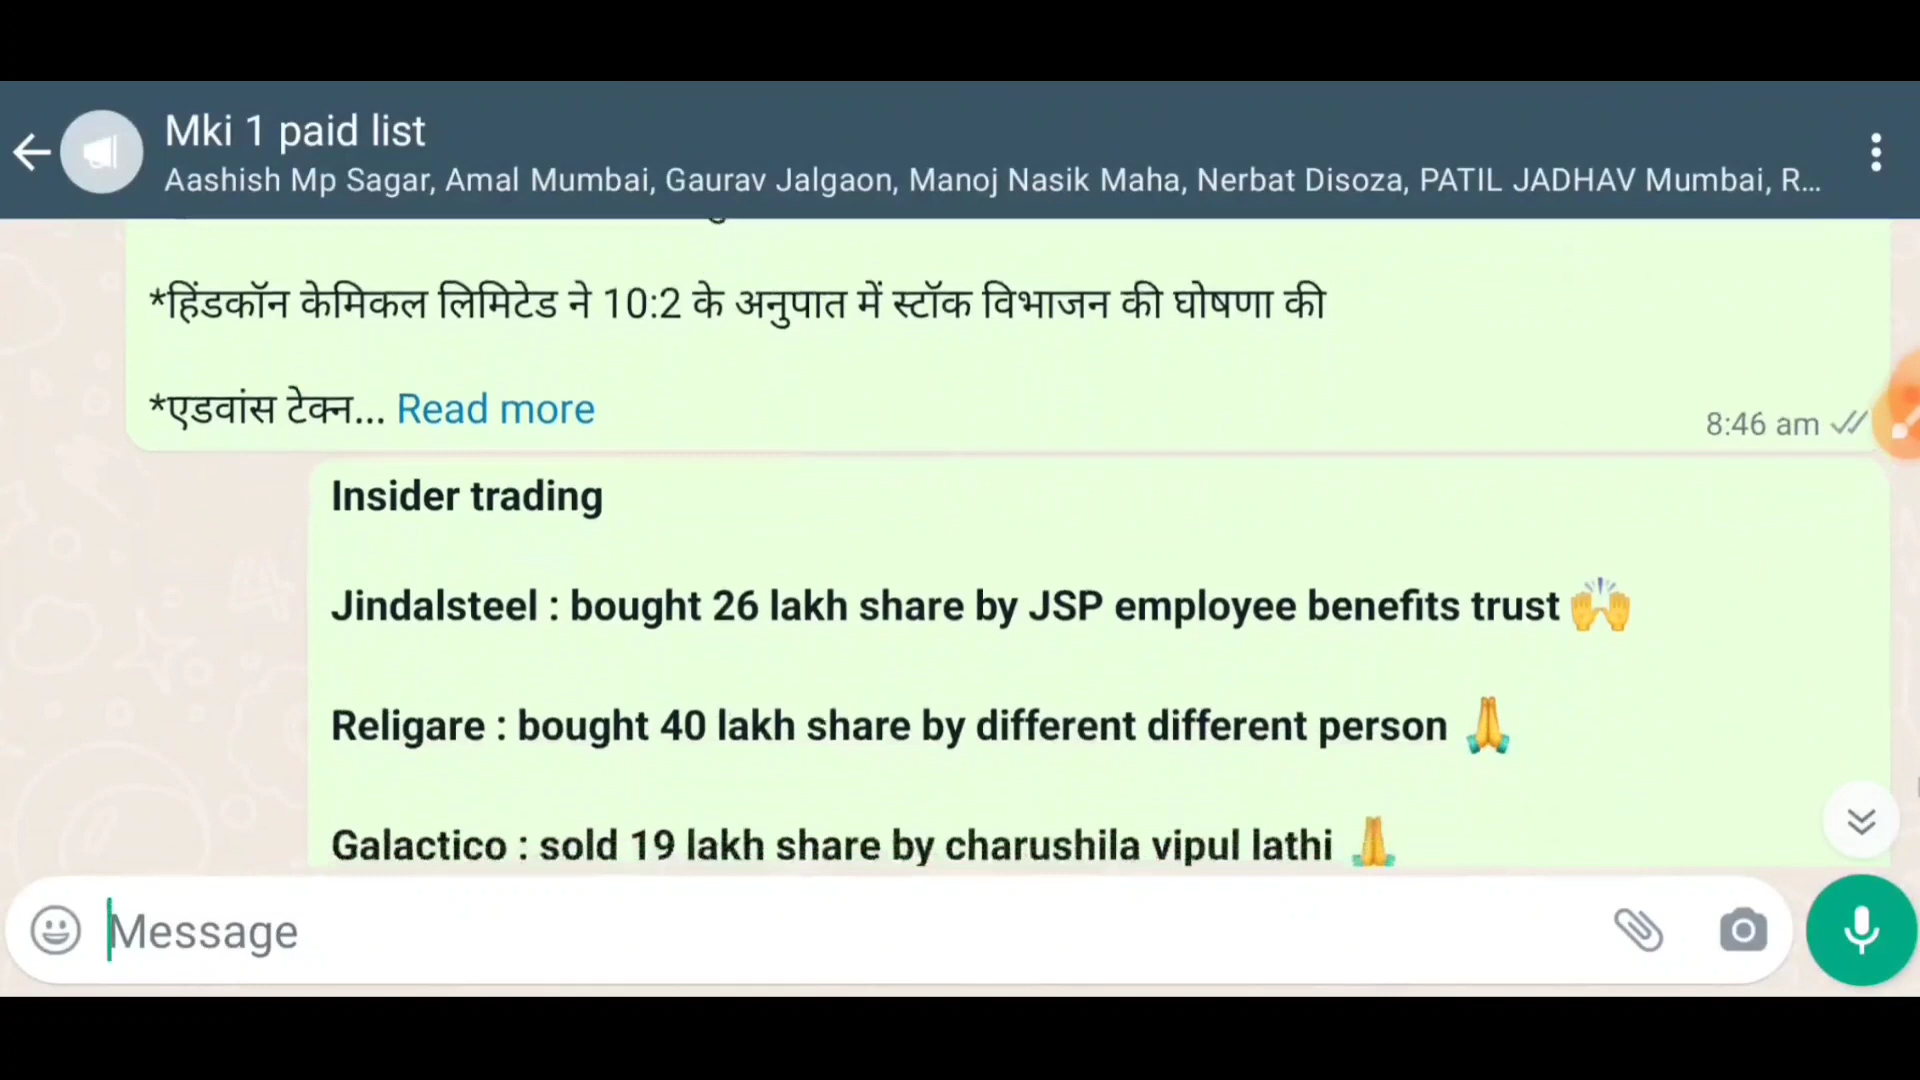 Mki 1 paid list
Aashish Mp Sagar, Amal Mumbai, Gaurav Jalgaon, Manoj Nasik Maha, Nerbat Disoza, PATIL JADHAV Mumbai, R...
*हिंडकॉन केमिकल लिमिटेड ने 10:2 के अनुपात में स्टॉक विभाजन की घोषणा की
*एडवांस टेक्न... Read more
8:46 am
Insider trading
Jindalsteel : bought 26 lakh share by JSP employee benefits trust 🙌
Religare : bought 40 lakh share by different different person 🙏
Galactico : sold 19 lakh share by charushila vipul lathi 🙏
Message